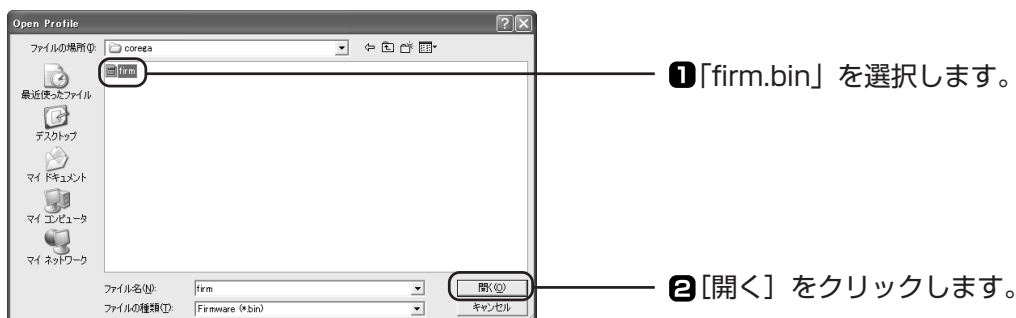 Open Profile
ファイルの場所(I):
corega
firm
最近使ったファイル
デスクトップ
マイ ドキュメント
マイ コンピュータ
マイ ネットワーク
ファイル名(N):
firm
開く(O)
ファイルの種類(T):
Firmware (*.bin)
キャンセル
1「firm.bin」を選択します。
2［開く］をクリックします。